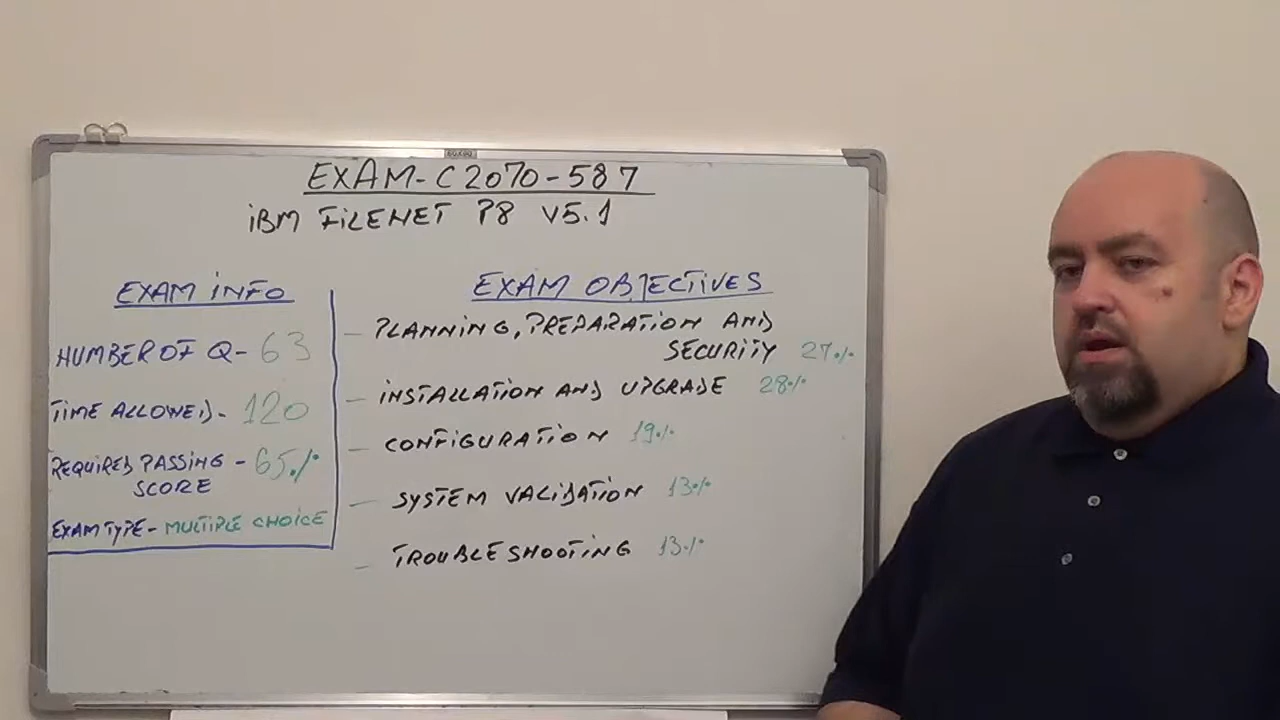 EXAM-C2070-587
iBM FiLENET P8 V5.1
EXAM iNFO
NUMBER OF Q- 63
TIME ALLOWED- 120
REQUIRED PASSING - 65%
SCORE
EXAM TYPE- MULTIPLE CHOICE
EXAM OBJECTiVES
- PLANNiNG, PREPARATiON AND
SECURiTY 27%
- iNSTALLATiON AND UPGRADE 28%
- CONFiGURATiON 19%
- SYSTEM VALiDATiON 13%
- TROUBLESHOOTiNG 13%